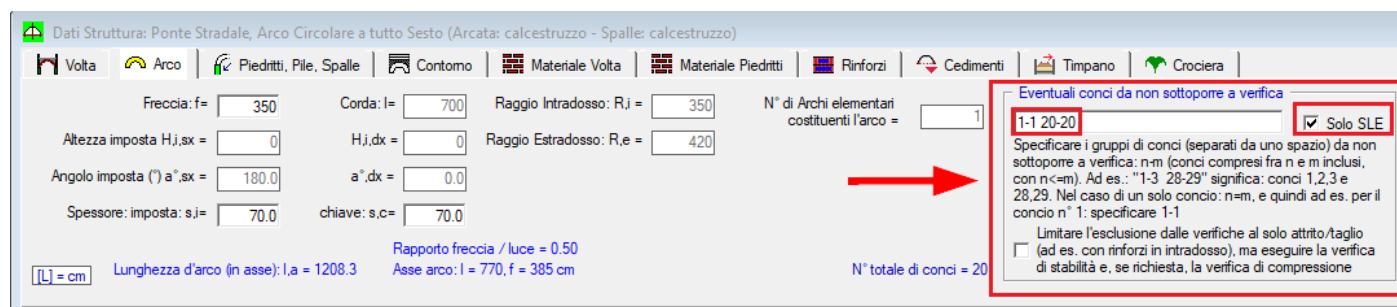 Dati Struttura: Ponte Stradale, Arco Circolare a tutto Sesto (Arcata: calcestruzzo - Spalle: calcestruzzo)
Volta Arco Piedritti, Pile, Spalle Contorno Materiale Volta Materiale Piedritti Rinforzi Cedimenti Timpano Crociera
Freccia: f= 350 Corda: l= 700 Raggio Intradosso: R,i = 350 N° di Archi elementari
costituenti l'arco = 1
Altezza imposta H,i,sx = 0 H,i,dx = 0 Raggio Estradosso: R,e = 420
Angolo imposta (°) a°,sx = 180.0 a°,dx = 0.0
Spessore: imposta: s,i= 70.0 chiave: s,c= 70.0
Rapporto freccia / luce = 0.50
[L] = cm Lunghezza d'arco (in asse): l,a = 1208.3 Asse arco: l = 770, f = 385 cm N° totale di conci = 20
Eventuali conci da non sottoporre a verifica
1-1 20-20 Solo SLE
Specificare i gruppi di conci (separati da uno spazio) da non
sottoporre a verifica: n-m (conci compresi fra n e m inclusi,
con n<=m). Ad es.: "1-3 28-29" significa: conci 1,2,3 e
28,29. Nel caso di un solo concio: n=m, e quindi ad es. per il
concio n° 1: specificare 1-1
Limitare l'esclusione dalle verifiche al solo attrito/taglio
(ad es. con rinforzi in intradosso), ma eseguire la verifica
di stabilità e, se richiesta, la verifica di compressione